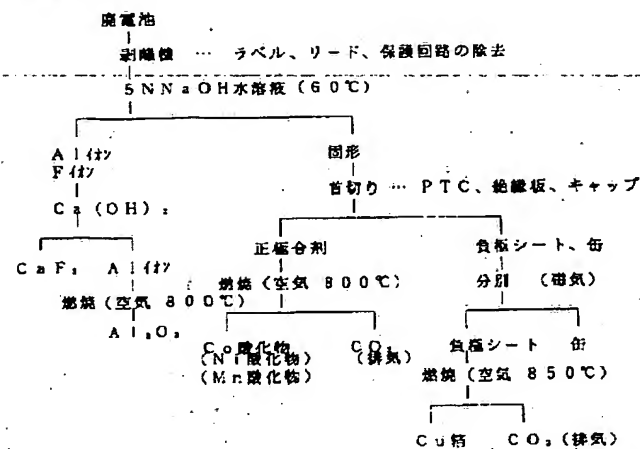 廃電池
剥離機 … ラベル、リード、保護回路の除去
5NNaOH水溶液(60℃)
Alイオン
Fイオン
固形
首切り … PTC、絶縁板、キャップ
Ca(OH)₂
正極合剤
負極シート、缶
CaF₂ Alイオン
燃焼(空気 800℃)
分別 (磁気)
燃焼(空気 800℃)
Al₂O₃
Co酸化物
(Ni酸化物)
(Mn酸化物)
CO₂
(排気)
負極シート 缶
燃焼(空気 850℃)
Cu箔 CO₂(排気)